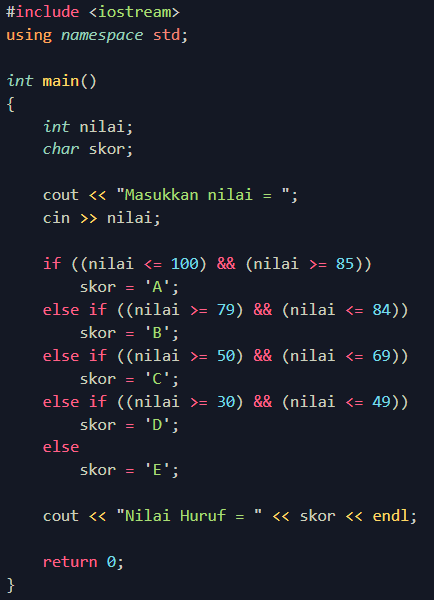 #include <iostream>
using namespace std;

int main()
{
    int nilai;
    char skor;

    cout << "Masukkan nilai = ";
    cin >> nilai;

    if ((nilai <= 100) && (nilai >= 85))
        skor = 'A';
    else if ((nilai >= 79) && (nilai <= 84))
        skor = 'B';
    else if ((nilai >= 50) && (nilai <= 69))
        skor = 'C';
    else if ((nilai >= 30) && (nilai <= 49))
        skor = 'D';
    else
        skor = 'E';

    cout << "Nilai Huruf = " << skor << endl;

    return 0;
}